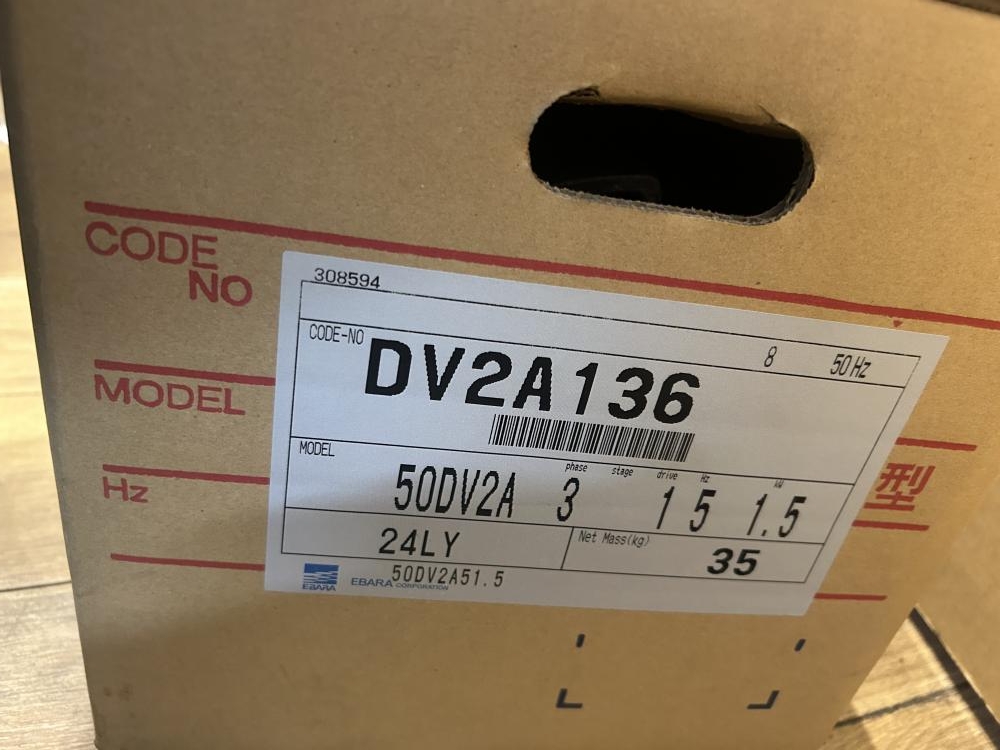 CODE
NO
MODEL
Hz
型
308594
8 50Hz
CODE-NO
DV2A136
MODEL
phase stage drive Hz kW
50DV2A 3 1 5 1.5
24LY
Net Mass(kg)
35
EBARA
EBARA CORPORATION
50DV2A51.5